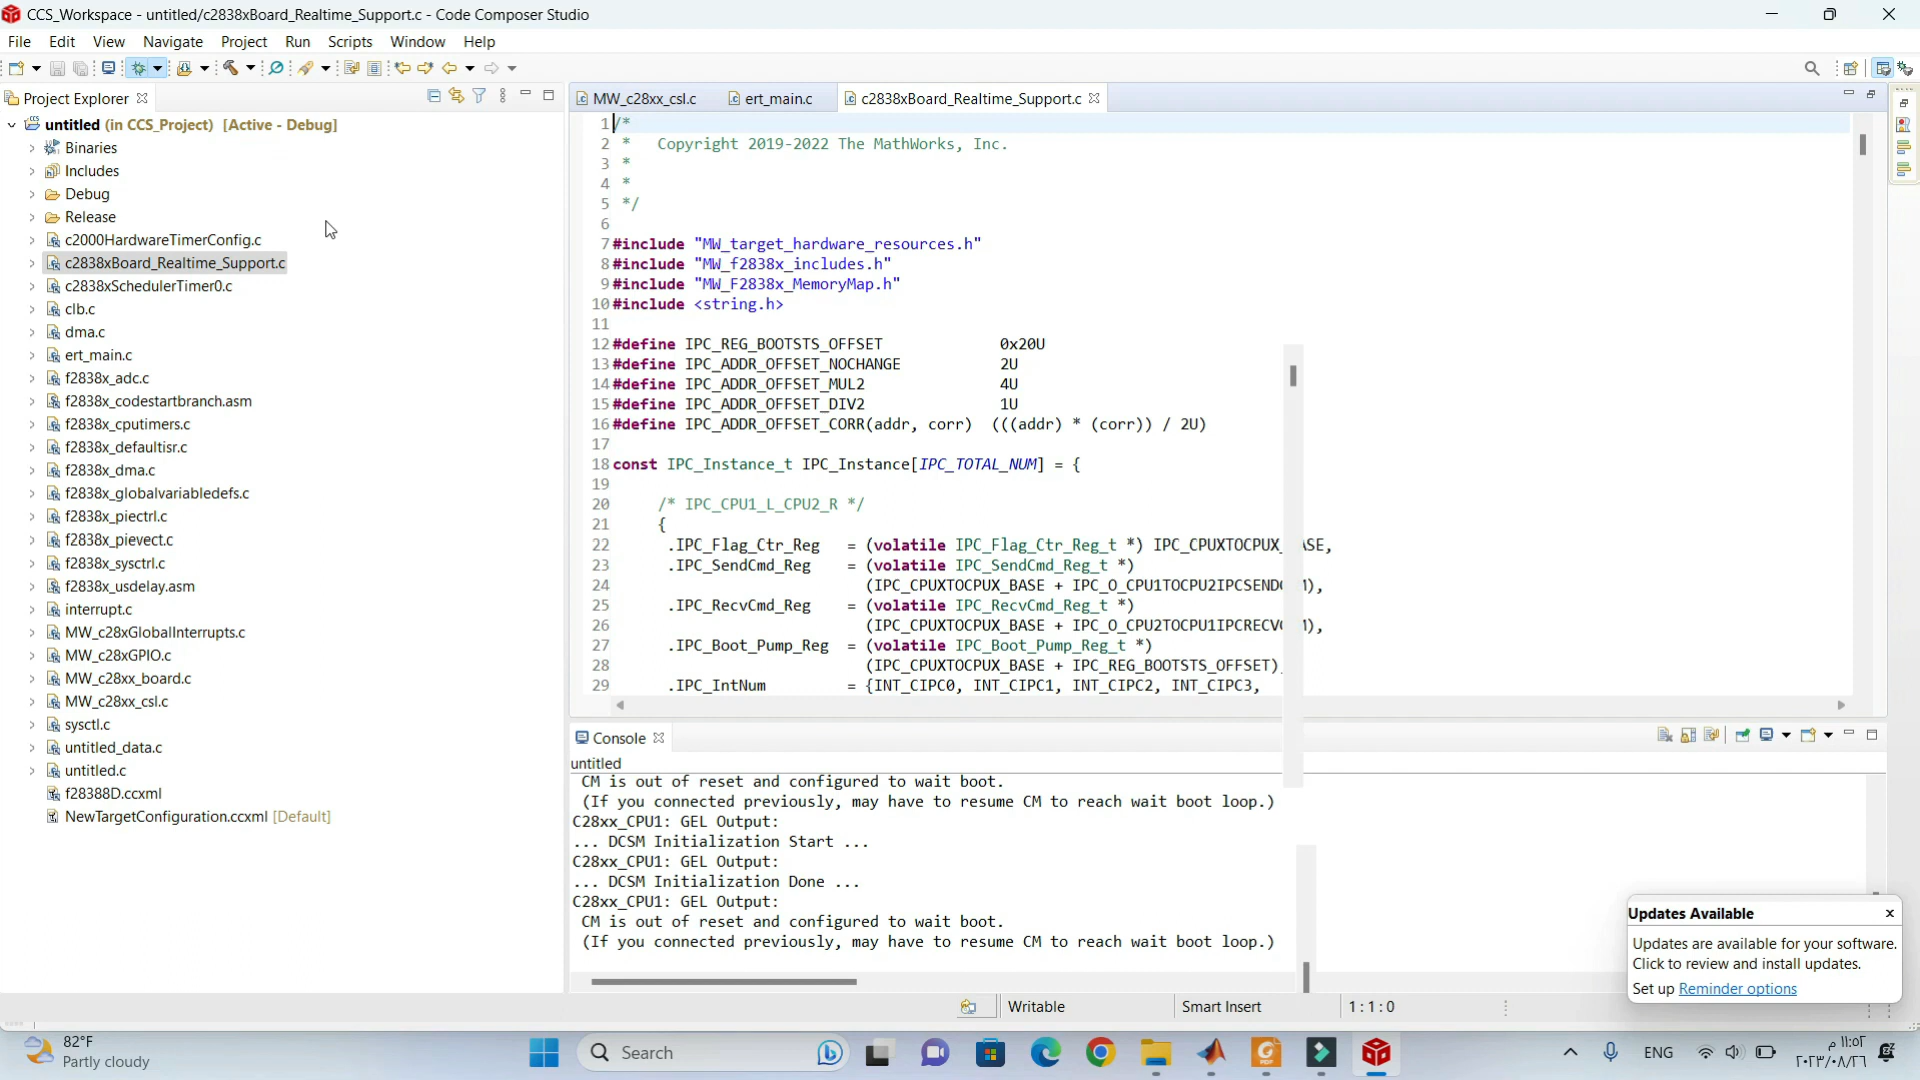 CCS_Workspace - untitled/c2838xBoard_Realtime_Support.c - Code Composer Studio
File Edit View Navigate Project Run Scripts Window Help
Project Explorer
untitled (in CCS_Project) [Active - Debug]
Binaries
Includes
Debug
Release
c2000HardwareTimerConfig.c
c2838xBoard_Realtime_Support.c
c2838xSchedulerTimer0.c
clb.c
dma.c
ert_main.c
f2838x_adc.c
f2838x_codestartbranch.asm
f2838x_cputimers.c
f2838x_defaultisr.c
f2838x_dma.c
f2838x_globalvariabledefs.c
f2838x_piectrl.c
f2838x_pievect.c
f2838x_sysctrl.c
f2838x_usdelay.asm
interrupt.c
MW_c28xGlobalInterrupts.c
MW_c28xGPIO.c
MW_c28xx_board.c
MW_c28xx_csl.c
sysctl.c
untitled_data.c
untitled.c
f28388D.ccxml
NewTargetConfiguration.ccxml [Default]
MW_c28xx_csl.c ert_main.c c2838xBoard_Realtime_Support.c
1 /*
2 * Copyright 2019-2022 The MathWorks, Inc.
3 *
4 *
5 */
6
7 #include "MW_target_hardware_resources.h"
8 #include "MW_f2838x_includes.h"
9 #include "MW_F2838x_MemoryMap.h"
10 #include <string.h>
11
12 #define IPC_REG_BOOTSTS_OFFSET 0x20U
13 #define IPC_ADDR_OFFSET_NOCHANGE 2U
14 #define IPC_ADDR_OFFSET_MUL2 4U
15 #define IPC_ADDR_OFFSET_DIV2 1U
16 #define IPC_ADDR_OFFSET_CORR(addr, corr) (((addr) * (corr)) / 2U)
17
18 const IPC_Instance_t IPC_Instance[IPC_TOTAL_NUM] = {
19
20 /* IPC_CPU1_L_CPU2_R */
21 {
22 .IPC_Flag_Ctr_Reg = (volatile IPC_Flag_Ctr_Reg_t *)
23 .IPC_SendCmd_Reg = (volatile IPC_SendCmd_Reg_t *)
24 (IPC_CPUXTOCPUX_BASE +
25 .IPC_RecvCmd_Reg = (volatile IPC_RecvCmd_Reg_t *)
26 (IPC_CPUXTOCPUX_BASE +
27 .IPC_Boot_Pump_Reg = (volatile IPC_Boot_Pump_Reg_t *)
28 (IPC_CPUXTOCPUX_BASE + IPC_REG_BOOTSTS_OFFSET)
29 .IPC_IntNum = {INT_CIPC0, INT_CIPC1, INT_CIPC2, INT_CIPC3,
Console
untitled
CM is out of reset and configured to wait boot.
(If you connected previously, may have to resume CM to reach wait boot loop.)
C28xx_CPU1: GEL Output:
... DCSM Initialization Start ...
C28xx_CPU1: GEL Output:
... DCSM Initialization Done ...
C28xx_CPU1: GEL Output:
CM is out of reset and configured to wait boot.
(If you connected previously, may have to resume CM to reach wait boot loop.)
Updates Available
Updates are available for your software.
Click to review and install updates.
Set up Reminder options
Writable Smart Insert 1 : 1 : 0
82°F
Partly cloudy
Search
ENG
١١:٥٢ م
٢٠٢٣/٠٨/٢٦